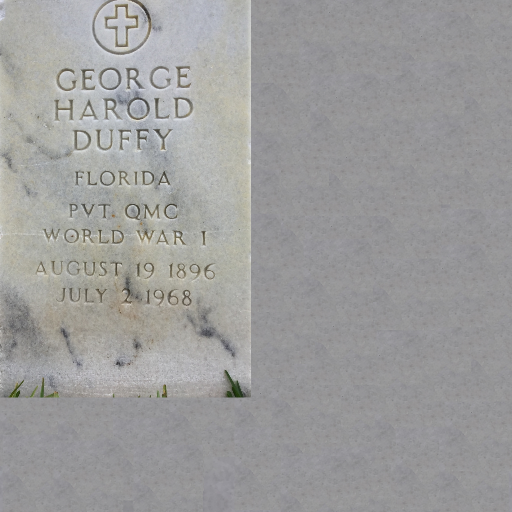 GEORGE
HAROLD
DUFFY
FLORIDA
PVT QMC
WORLD WAR I
AUGUST 19 1896
JULY 2 1968